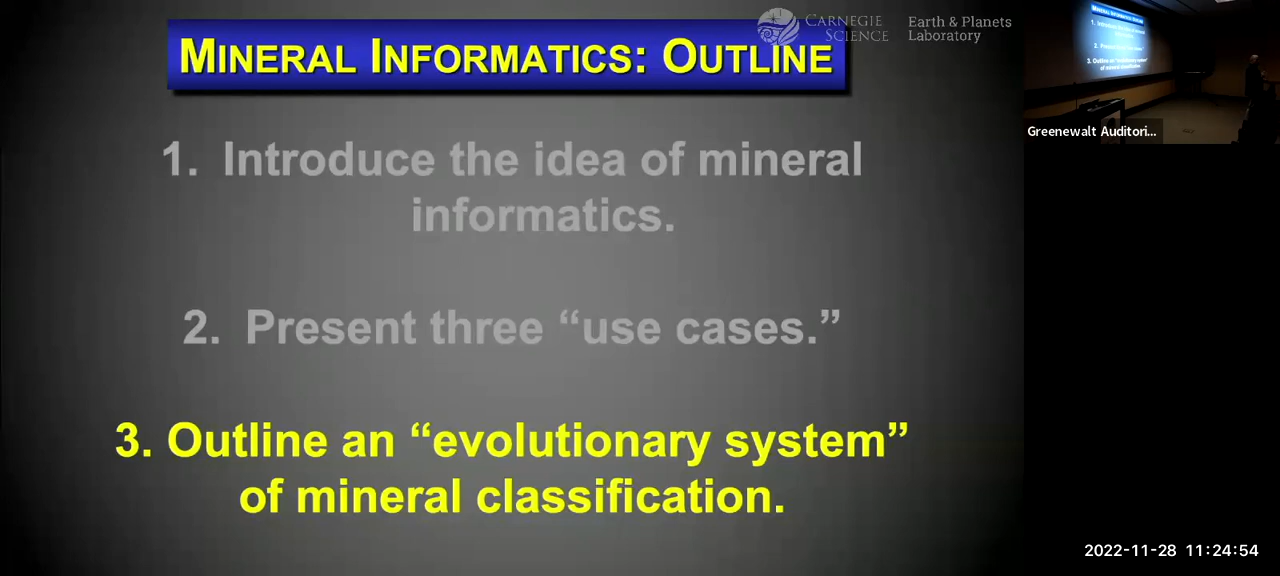 MINERAL INFORMATICS: OUTLINE
CARNEGIE
SCIENCE
Earth & Planets
Laboratory
1. Introduce the idea of mineral
informatics.
2. Present three “use cases.”
3. Outline an “evolutionary system”
of mineral classification.
Greenewalt Auditori...
2022-11-28 11:24:54